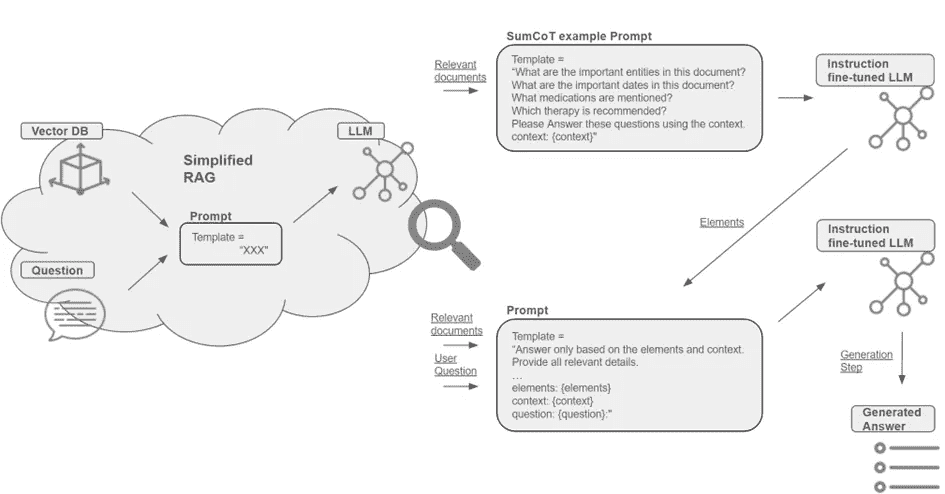 Vector DB
LLM
Simplified
RAG
Prompt
Template =
"XXX"
Question
SumCoT example Prompt
Relevant
documents
Template =
"What are the important entities in this document?
What are the important dates in this document?
What medications are mentioned?
Which therapy is recommended?
Please Answer these questions using the context.
context: {context}"
Instruction
fine-tuned LLM
Elements
Instruction
fine-tuned LLM
Prompt
Relevant
documents
User
Question
Template =
"Answer only based on the elements and context.
Provide all relevant details.
...
elements: {elements}
context: {context}
question: {question}:"
Generation
Step
Generated
Answer